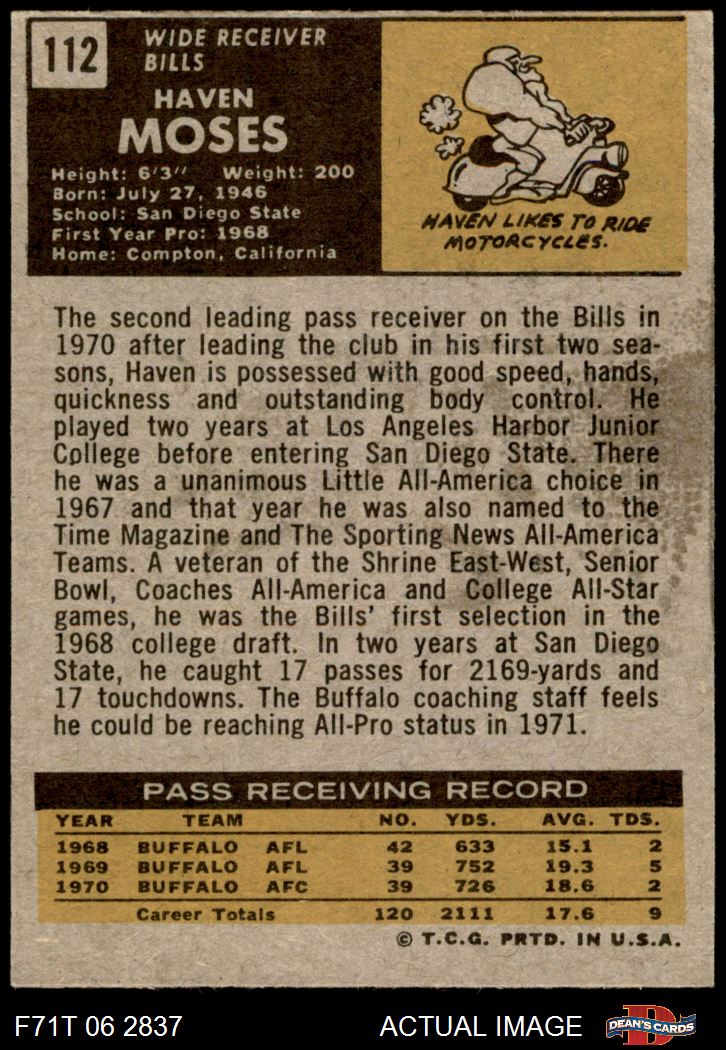 112
WIDE RECEIVER
BILLS
HAVEN
MOSES
Height: 6'3" Weight: 200
Born: July 27, 1946
School: San Diego State
First Year Pro: 1968
Home: Compton, California
HAVEN LIKES TO RIDE
MOTORCYCLES.
The second leading pass receiver on the Bills in
1970 after leading the club in his first two sea-
sons, Haven is possessed with good speed, hands,
quickness and outstanding body control. He
played two years at Los Angeles Harbor Junior
College before entering San Diego State. There
he was a unanimous Little All-America choice in
1967 and that year he was also named to the
Time Magazine and The Sporting News All-America
Teams. A veteran of the Shrine East-West, Senior
Bowl, Coaches All-America and College All-Star
games, he was the Bills' first selection in the
1968 college draft. In two years at San Diego
State, he caught 17 passes for 2169-yards and
17 touchdowns. The Buffalo coaching staff feels
he could be reaching All-Pro status in 1971.
PASS RECEIVING RECORD
YEAR TEAM NO. YDS. AVG. TDS.
1968 BUFFALO AFL 42 633 15.1 2
1969 BUFFALO AFL 39 752 19.3 5
1970 BUFFALO AFC 39 726 18.6 2
Career Totals 120 2111 17.6 9
© T.C.G. PRTD. IN U.S.A.
F71T 06 2837 ACTUAL IMAGE
D
DEAN'S CARDS